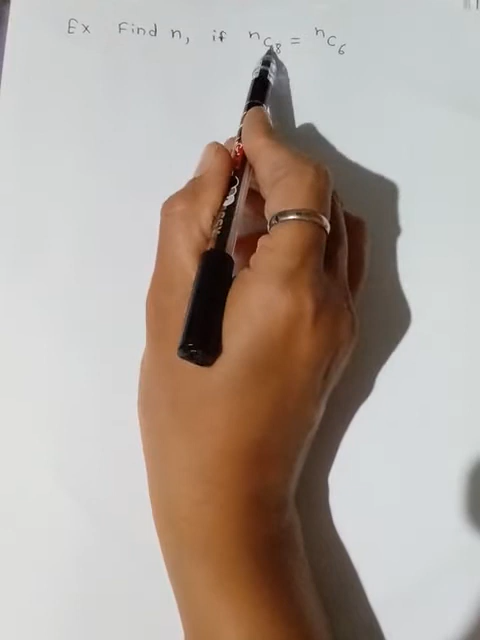 Ex Find n, if ⁿC₈ = ⁿC₆